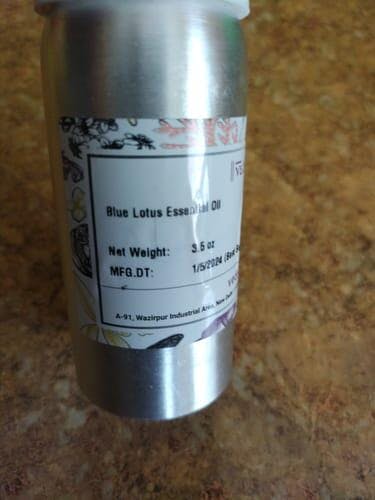 Blue Lotus Essential Oil
Net Weight: 3.5 oz
MFG.DT: 1/5/2024 (Best
A-91, Wazirpur Industrial Area, New